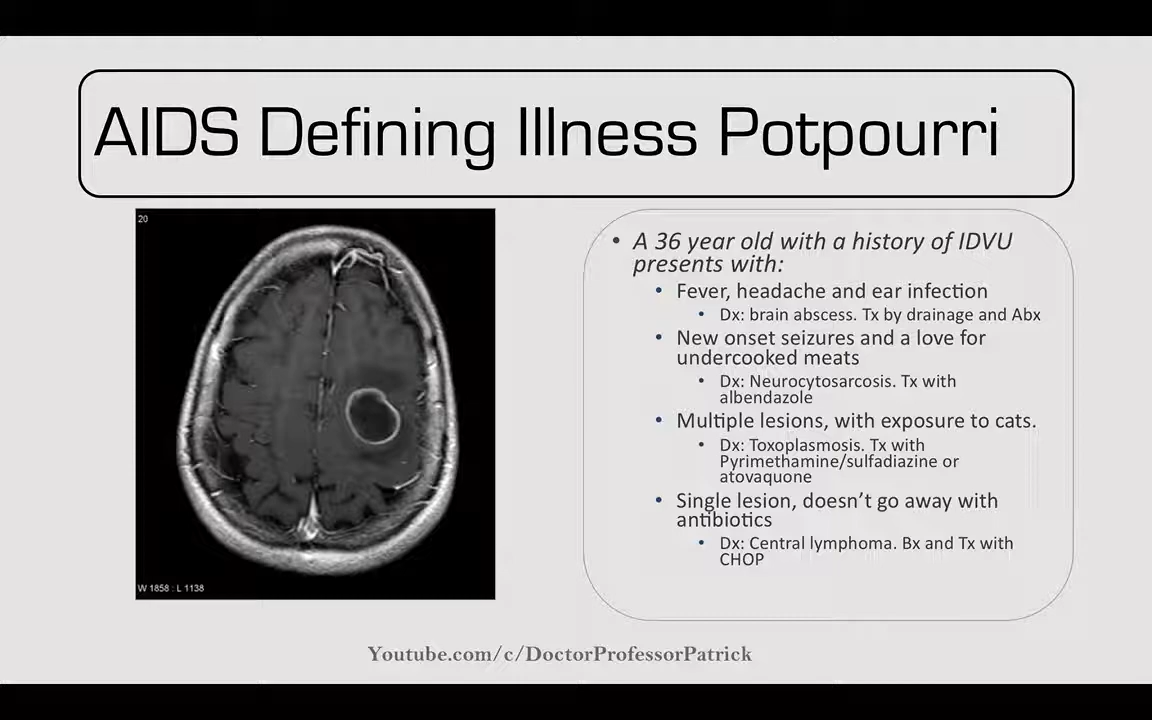 AIDS Defining Illness Potpourri
20
W 1858 : L 1138
• A 36 year old with a history of IDVU
presents with:
• Fever, headache and ear infection
• Dx: brain abscess. Tx by drainage and Abx
• New onset seizures and a love for
undercooked meats
• Dx: Neurocytosarcosis. Tx with
albendazole
• Multiple lesions, with exposure to cats.
• Dx: Toxoplasmosis. Tx with
Pyrimethamine/sulfadiazine or
atovaquone
• Single lesion, doesn’t go away with
antibiotics
• Dx: Central lymphoma. Bx and Tx with
CHOP
Youtube.com/c/DoctorProfessorPatrick